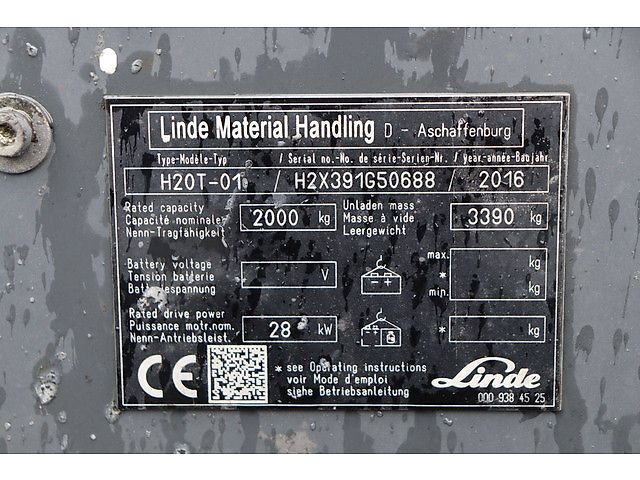 Linde Material Handling D - Aschaffenburg
Type-Modèle-Typ / Serial no.-No. de série-Serien-Nr. / year-année-Baujahr
H20T-01 / H2X391G50688 / 2016
Rated capacity
Capacité nominale
Nenn-Tragfähigkeit
2000 kg
Unladen mass
Masse à vide
Leergewicht
3390 kg
Battery voltage
Tension batterie
Batteriespannung
V
- +
max. kg
*
min. kg
Rated drive power
Puissance motr.nom.
Nenn-Antriebsleist.
28 kW
* kg
CE
* see Operating instructions
voir Mode d'emploi
siehe Betriebsanleitung
Linde
000 938 45 25